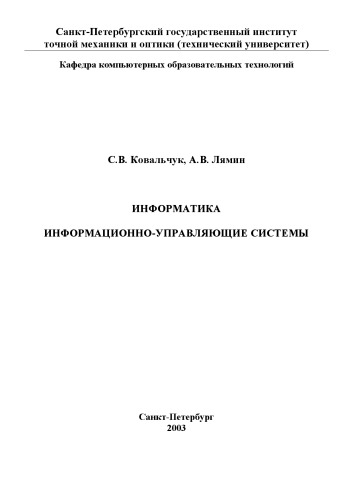 Санкт-Петербургский государственный институт
точной механики и оптики (технический университет)
Кафедра компьютерных образовательных технологий
С.В. Ковальчук, А.В. Лямин
ИНФОРМАТИКА
ИНФОРМАЦИОННО-УПРАВЛЯЮЩИЕ СИСТЕМЫ
Санкт-Петербург
2003